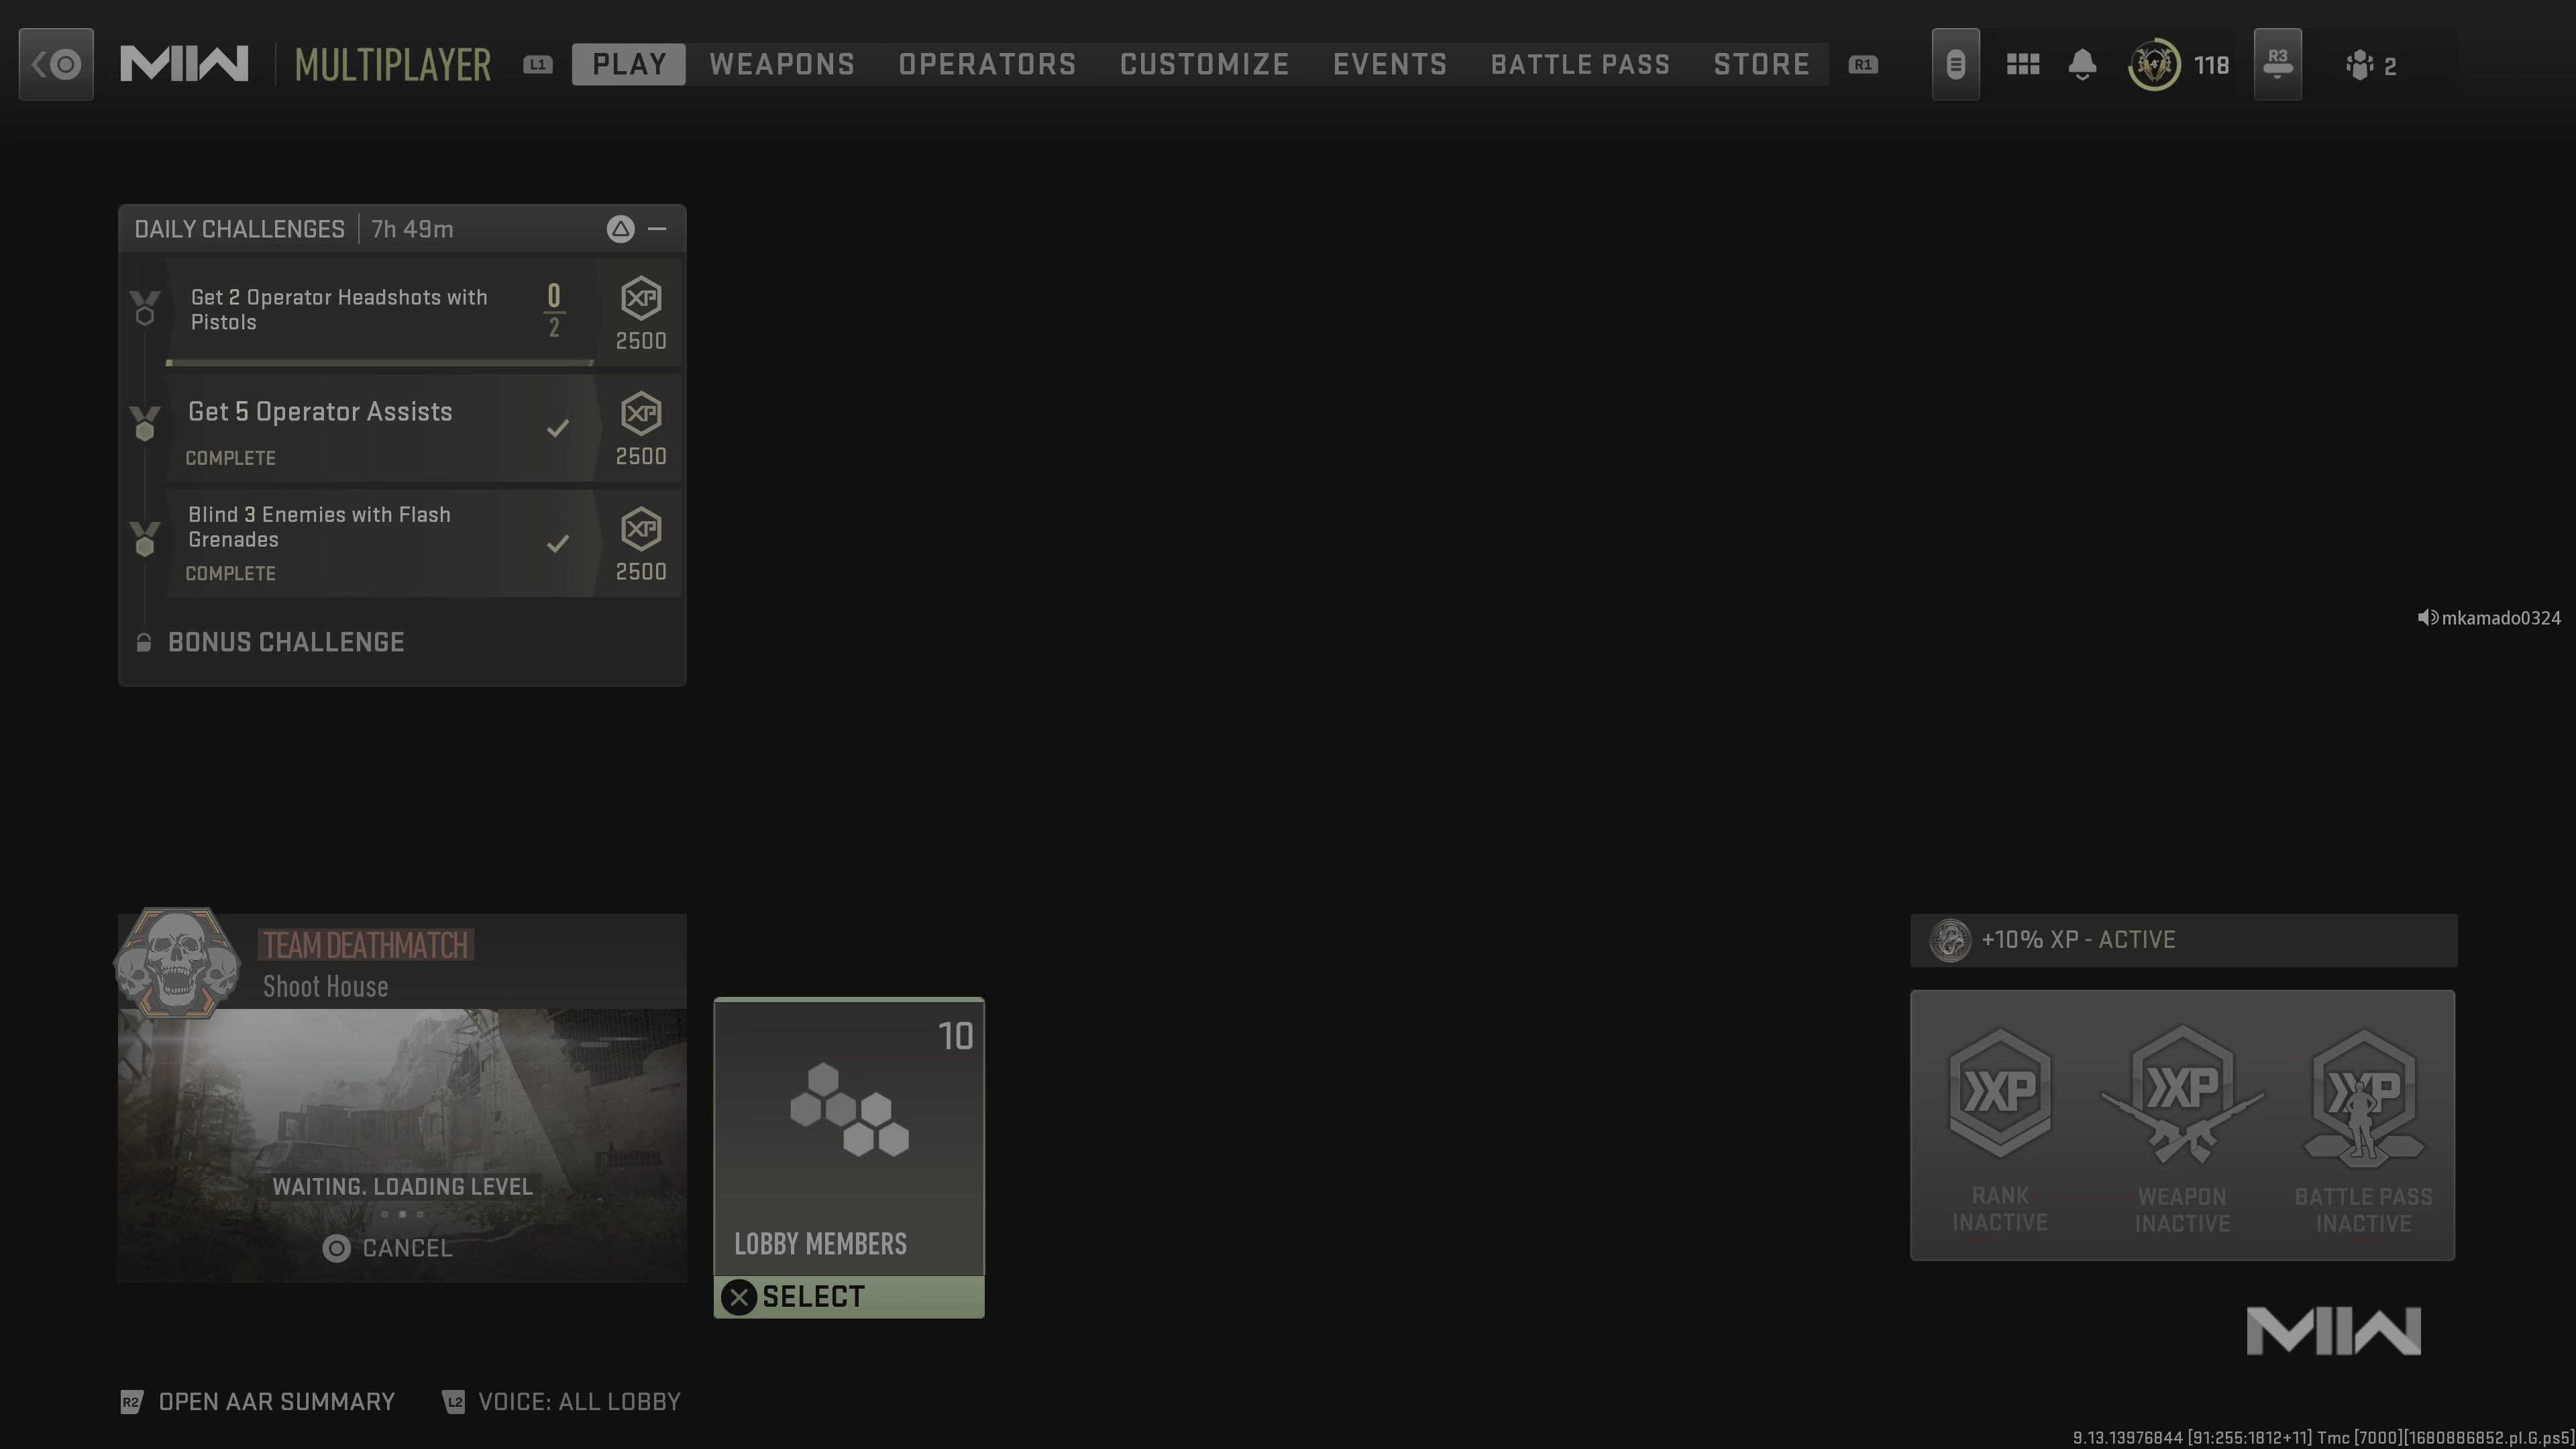 MW
MULTIPLAYER
L1
PLAY
WEAPONS
OPERATORS
CUSTOMIZE
EVENTS
BATTLE PASS
STORE
R1
118
R3
2
DAILY CHALLENGES
7h 49m
Get 2 Operator Headshots with
Pistols
0
2
XP
2500
Get 5 Operator Assists
COMPLETE
XP
2500
Blind 3 Enemies with Flash
Grenades
COMPLETE
XP
2500
BONUS CHALLENGE
mkamado0324
TEAM DEATHMATCH
Shoot House
WAITING. LOADING LEVEL
CANCEL
10
LOBBY MEMBERS
SELECT
+10% XP - ACTIVE
XP
RANK
INACTIVE
XP
WEAPON
INACTIVE
XP
BATTLE PASS
INACTIVE
MW
R2 OPEN AAR SUMMARY
L2 VOICE: ALL LOBBY
9.13.13976844 [91:255:1812+11] Tmc [7000][1680886852.pl.G.ps5]